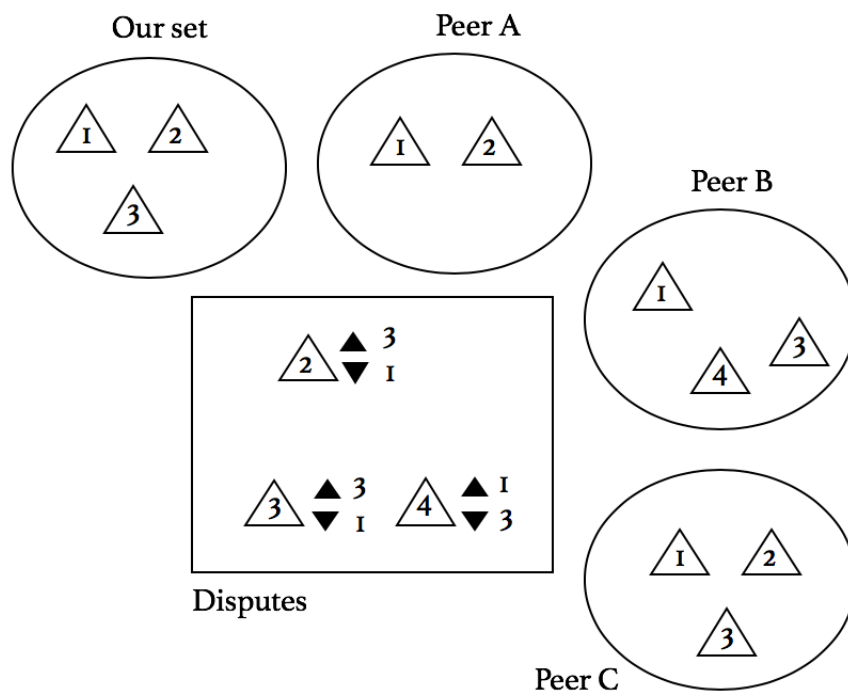 Our set
1 2
3
Peer A
1 2
Peer B
1
4 3
2 ▲ 3
▼ 1
3 ▲ 3
▼ 1
4 ▲ 1
▼ 3
Disputes
1 2
3
Peer C